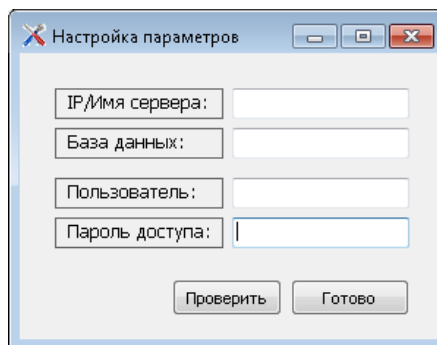 Настройка параметров
IP/Имя сервера:
База данных:
Пользователь:
Пароль доступа:
Проверить Готово